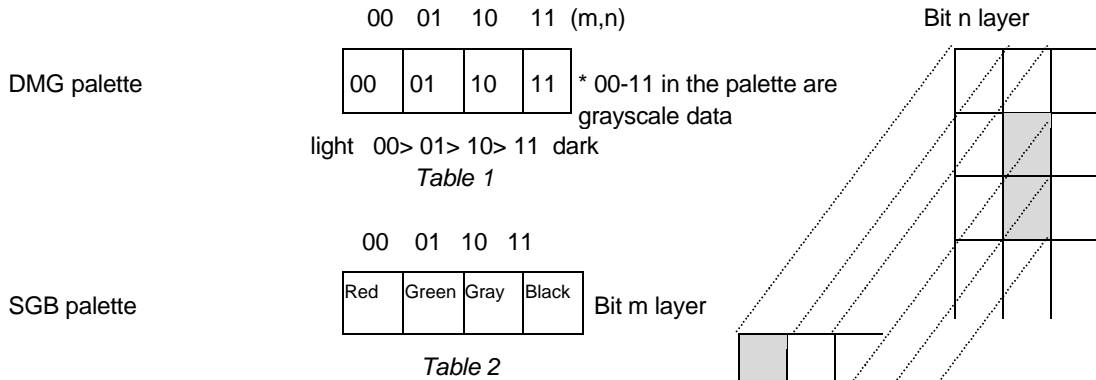 00 01 10 11 (m,n)
Bit n layer
DMG palette
00 01 10 11
* 00-11 in the palette are
grayscale data
light 00> 01> 10> 11 dark
Table 1
00 01 10 11
SGB palette
Red Green Gray Black
Bit m layer
Table 2